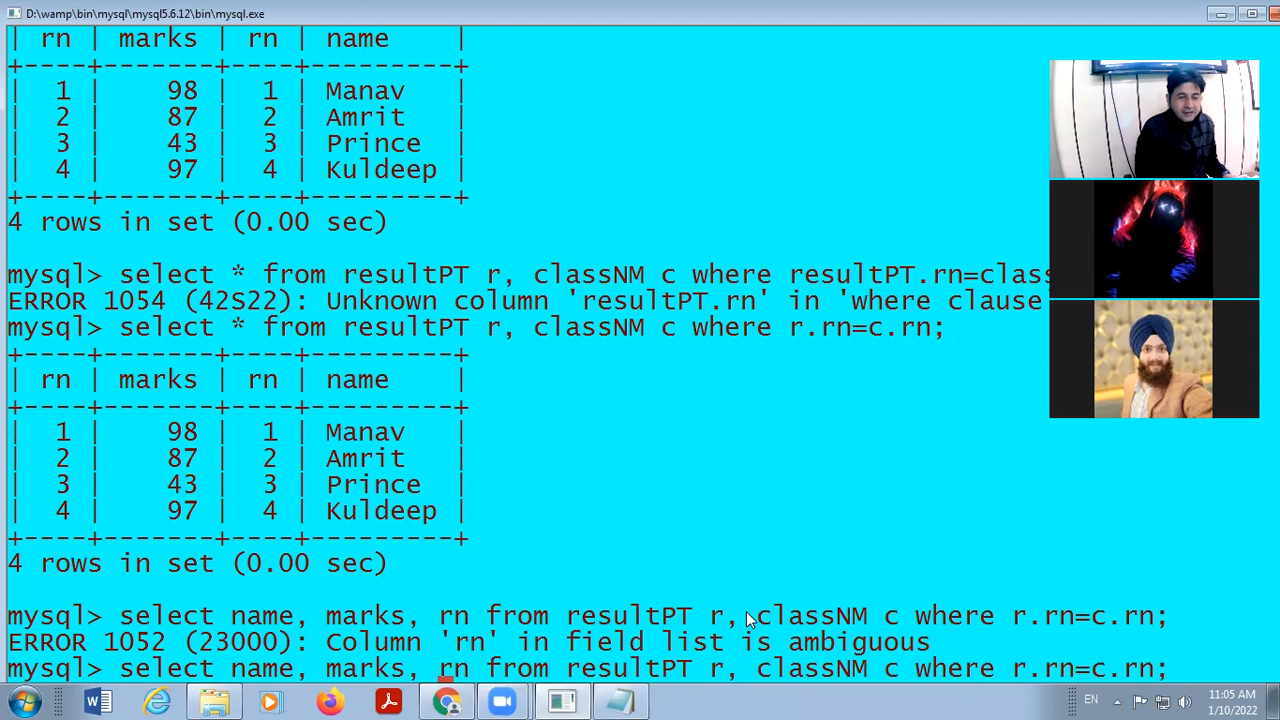 D:\wamp\bin\mysql\mysql5.6.12\bin\mysql.exe
| rn | marks | rn | name |
+----+-------+----+---------+
| 1 | 98 | 1 | Manav
| 2 | 87 | 2 | Amrit
| 3 | 43 | 3 | Prince
| 4 | 97 | 4 | Kuldeep |
+----+-------+----+---------+
4 rows in set (0.00 sec)
mysql> select * from resultPT r, classNM c where resultPT.rn=class
ERROR 1054 (42S22): Unknown column 'resultPT.rn' in 'where clause
mysql> select * from resultPT r, classNM c where r.rn=c.rn;
+----+-------+----+---------+
| rn | marks | rn | name |
+----+-------+----+---------+
| 1 | 98 | 1 | Manav |
| 2 | 87 | 2 | Amrit |
| 3 | 43 | 3 | Prince |
| 4 | 97 | 4 | Kuldeep |
+----+-------+----+---------+
4 rows in set (0.00 sec)
mysql> select name, marks, rn from resultPT r, classNM c where r.rn=c.rn;
ERROR 1052 (23000): Column 'rn' in field list is ambiguous
mysql> select name, marks, rn from resultPT r, classNM c where r.rn=c.rn;
EN
11:05 AM
1/10/2022